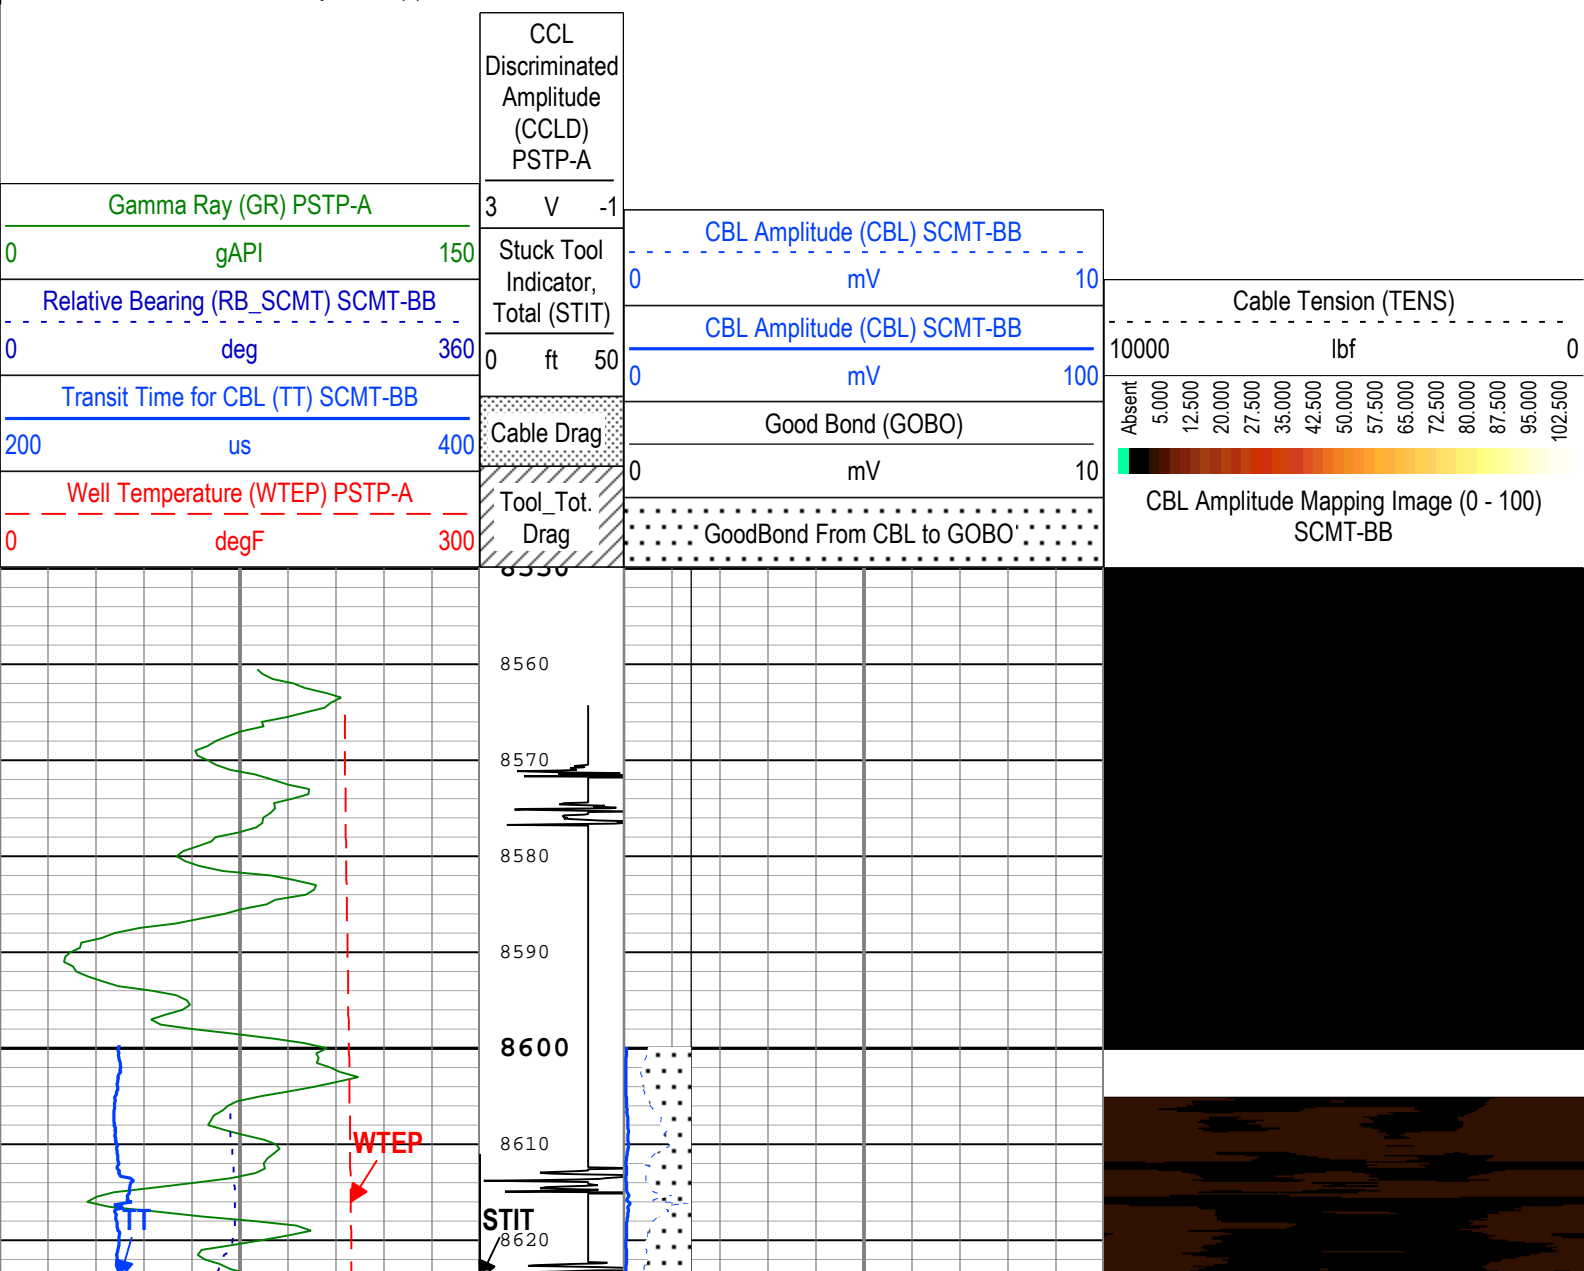 CCL
Discriminated
Amplitude
(CCLD)
PSTP-A
3 V -1
Stuck Tool
Indicator,
Total (STIT)
0 ft 50
Cable Drag
Tool_Tot.
Drag
Gamma Ray (GR) PSTP-A
0 gAPI 150
Relative Bearing (RB_SCMT) SCMT-BB
0 deg 360
Transit Time for CBL (TT) SCMT-BB
200 us 400
Well Temperature (WTEP) PSTP-A
0 degF 300
CBL Amplitude (CBL) SCMT-BB
0 mV 10
CBL Amplitude (CBL) SCMT-BB
0 mV 100
Good Bond (GOBO)
0 mV 10
GoodBond From CBL to GOBO
Cable Tension (TENS)
10000 lbf 0
Absent 5.000 12.500 20.000 27.500 35.000 42.500 50.000 57.500 65.000 72.500 80.000 87.500 95.000 102.500
CBL Amplitude Mapping Image (0 - 100)
SCMT-BB
8560
8570
8580
8590
8600
8610
WTEP
TT
STIT
8620